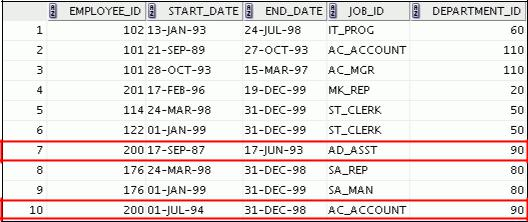 EMPLOYEE_ID START_DATE END_DATE JOB_ID DEPARTMENT_ID
1 102 13-JAN-93 24-JUL-98 IT_PROG 60
2 101 21-SEP-89 27-OCT-93 AC_ACCOUNT 110
3 101 28-OCT-93 15-MAR-97 AC_MGR 110
4 201 17-FEB-96 19-DEC-99 MK_REP 20
5 114 24-MAR-98 31-DEC-99 ST_CLERK 50
6 122 01-JAN-99 31-DEC-99 ST_CLERK 50
7 200 17-SEP-87 17-JUN-93 AD_ASST 90
8 176 24-MAR-98 31-DEC-98 SA_REP 80
9 176 01-JAN-99 31-DEC-99 SA_MAN 80
10 200 01-JUL-94 31-DEC-98 AC_ACCOUNT 90